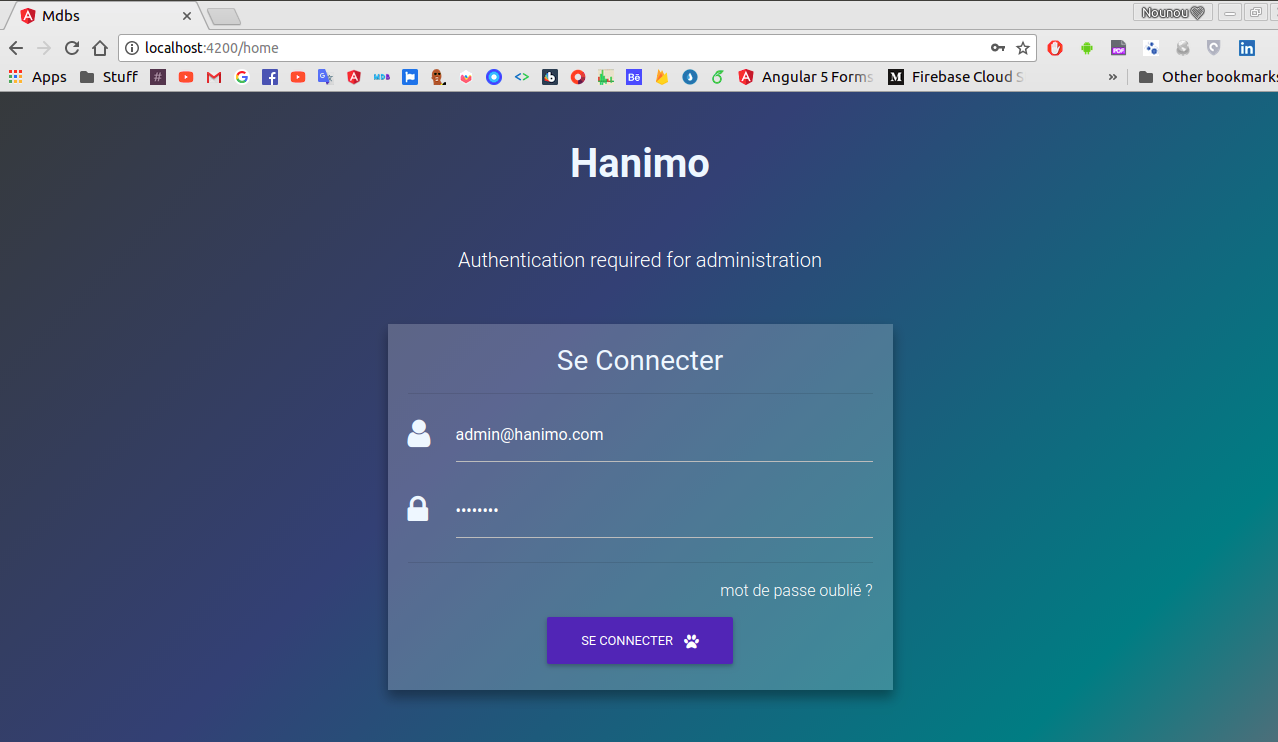 Mdbs
Nounou🖤
localhost:4200/home
Apps Stuff Angular 5 Forms Firebase Cloud S » Other bookmarks
Hanimo
Authentication required for administration
Se Connecter
admin@hanimo.com
••••••••
mot de passe oublié ?
SE CONNECTER